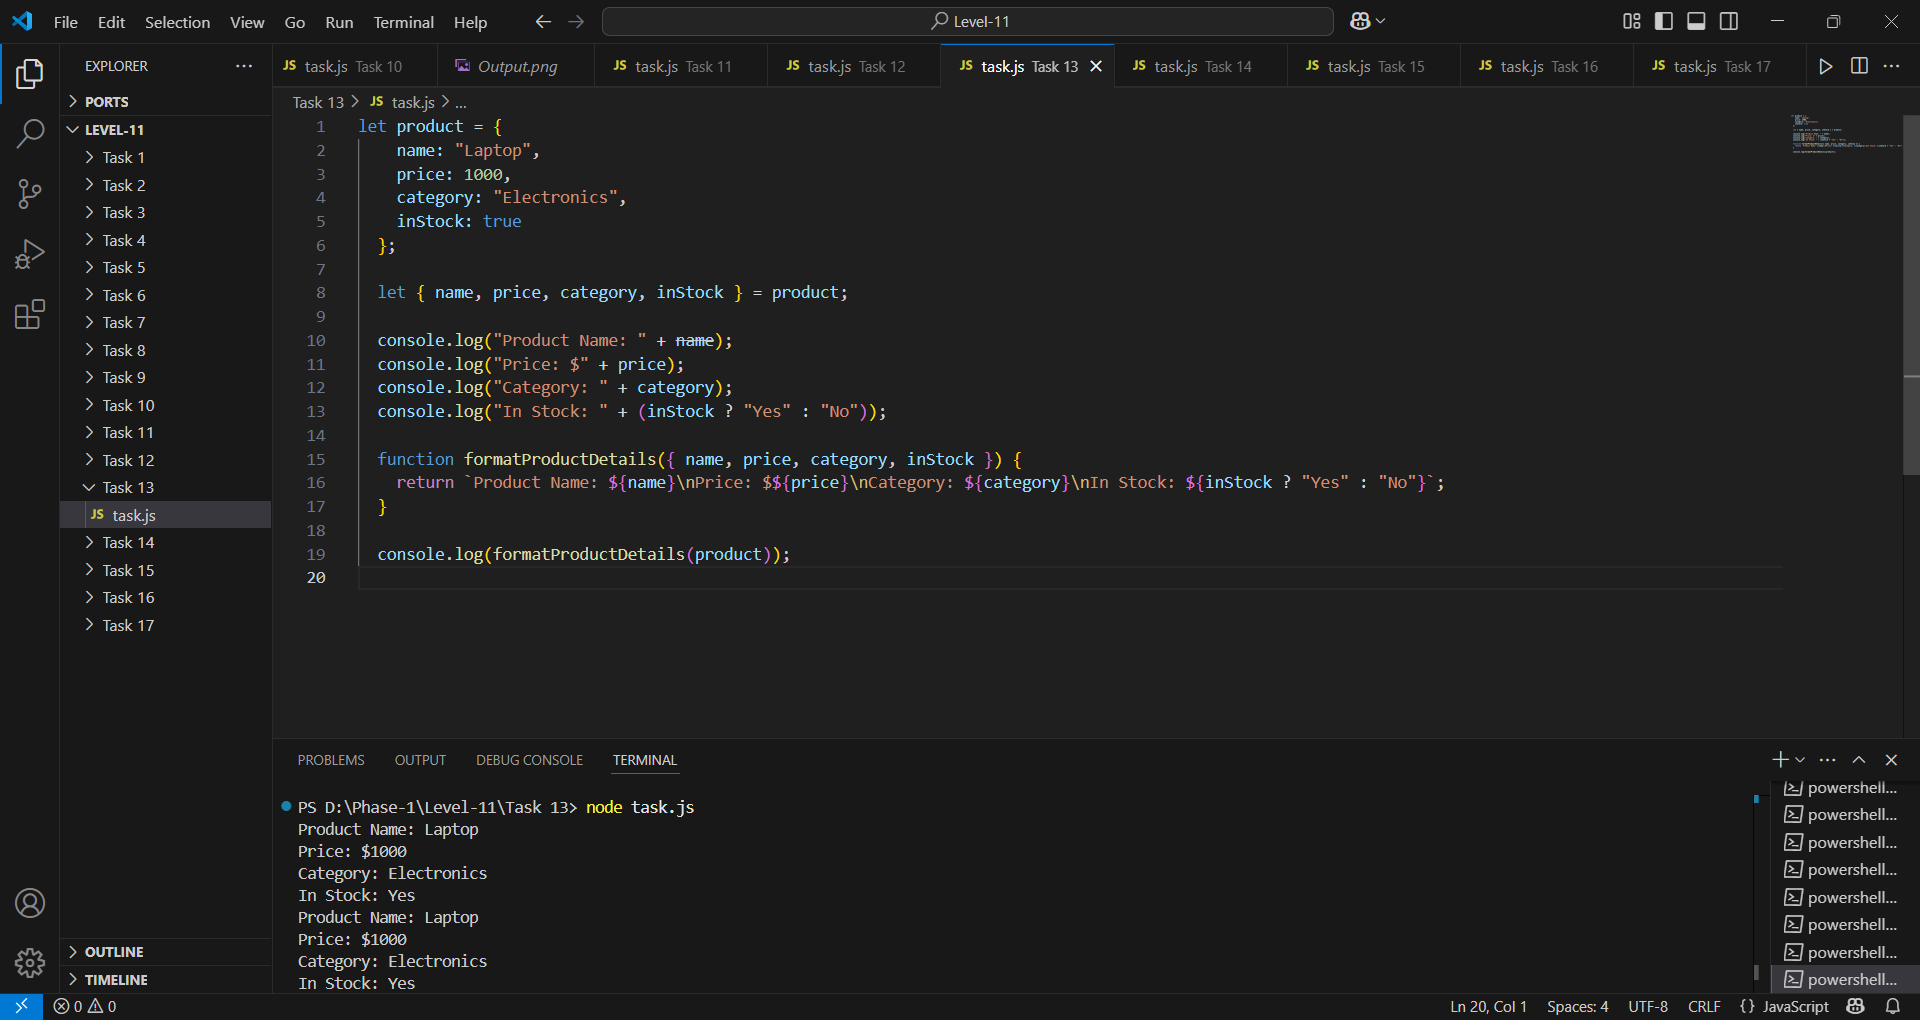 File Edit Selection View Go Run Terminal Help
Level-11
EXPLORER
PORTS
LEVEL-11
Task 1
Task 2
Task 3
Task 4
Task 5
Task 6
Task 7
Task 8
Task 9
Task 10
Task 11
Task 12
Task 13
JS task.js
Task 14
Task 15
Task 16
Task 17
OUTLINE
TIMELINE
JS task.js Task 10
Output.png
JS task.js Task 11
JS task.js Task 12
JS task.js Task 13
JS task.js Task 14
JS task.js Task 15
JS task.js Task 16
JS task.js Task 17
Task 13 > JS task.js > ...
1 let product = {
2     name: "Laptop",
3     price: 1000,
4     category: "Electronics",
5     inStock: true
6   };
7
8   let { name, price, category, inStock } = product;
9
10   console.log("Product Name: " + name);
11   console.log("Price: $" + price);
12   console.log("Category: " + category);
13   console.log("In Stock: " + (inStock ? "Yes" : "No"));
14
15   function formatProductDetails({ name, price, category, inStock }) {
16     return `Product Name: ${name}\nPrice: $${price}\nCategory: ${category}\nIn Stock: ${inStock ? "Yes" : "No"}`;
17   }
18
19   console.log(formatProductDetails(product));
20
PROBLEMS OUTPUT DEBUG CONSOLE TERMINAL
PS D:\Phase-1\Level-11\Task 13> node task.js
Product Name: Laptop
Price: $1000
Category: Electronics
In Stock: Yes
Product Name: Laptop
Price: $1000
Category: Electronics
In Stock: Yes
powershell...
powershell...
powershell...
powershell...
powershell...
powershell...
powershell...
powershell...
0 0
Ln 20, Col 1 Spaces: 4 UTF-8 CRLF {} JavaScript